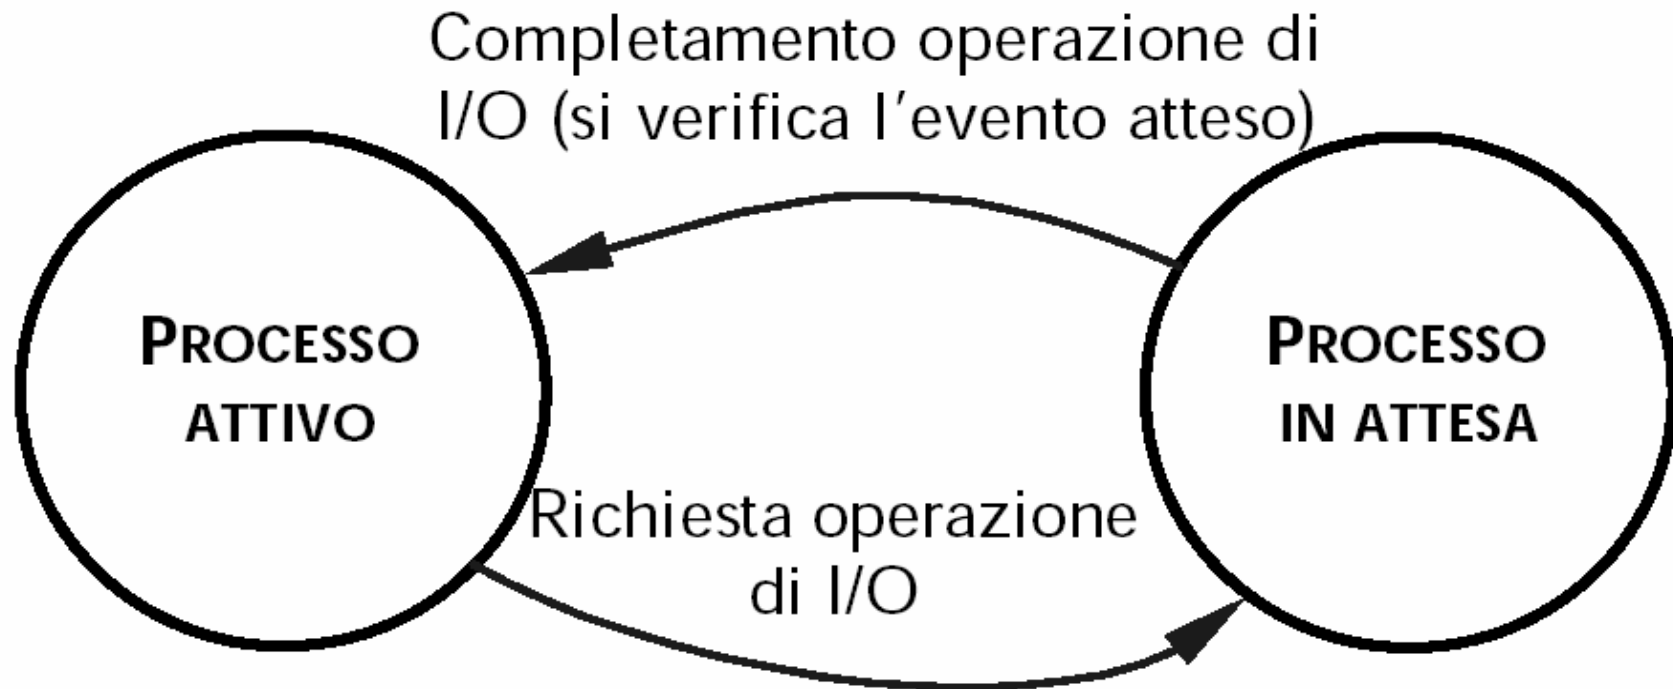 Completamento operazione di
I/O (si verifica l'evento atteso)
PROCESSO
ATTIVO
PROCESSO
IN ATTESA
Richiesta operazione
di I/O